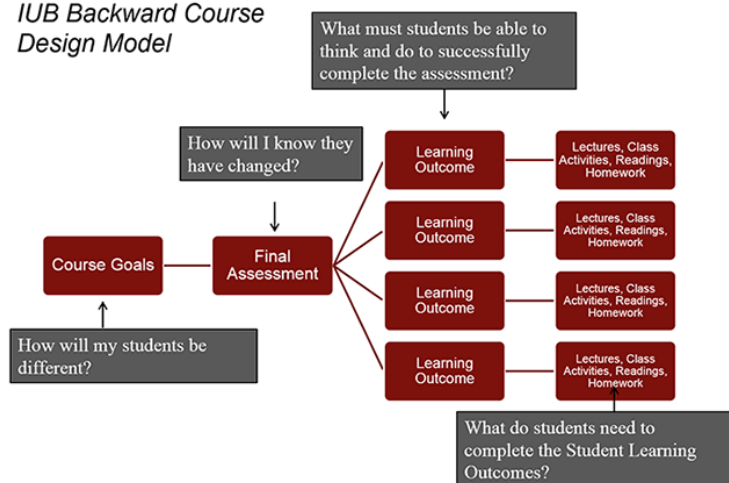 IUB Backward Course
Design Model
What must students be able to
think and do to successfully
complete the assessment?
How will I know they
have changed?
Learning
Outcome
Lectures, Class
Activities, Readings,
Homework
Learning
Outcome
Lectures, Class
Activities, Readings,
Homework
Course Goals
Final
Assessment
Learning
Outcome
Lectures, Class
Activities, Readings,
Homework
How will my students be
different?
Learning
Outcome
Lectures, Class
Activities, Readings,
Homework
What do students need to
complete the Student Learning
Outcomes?